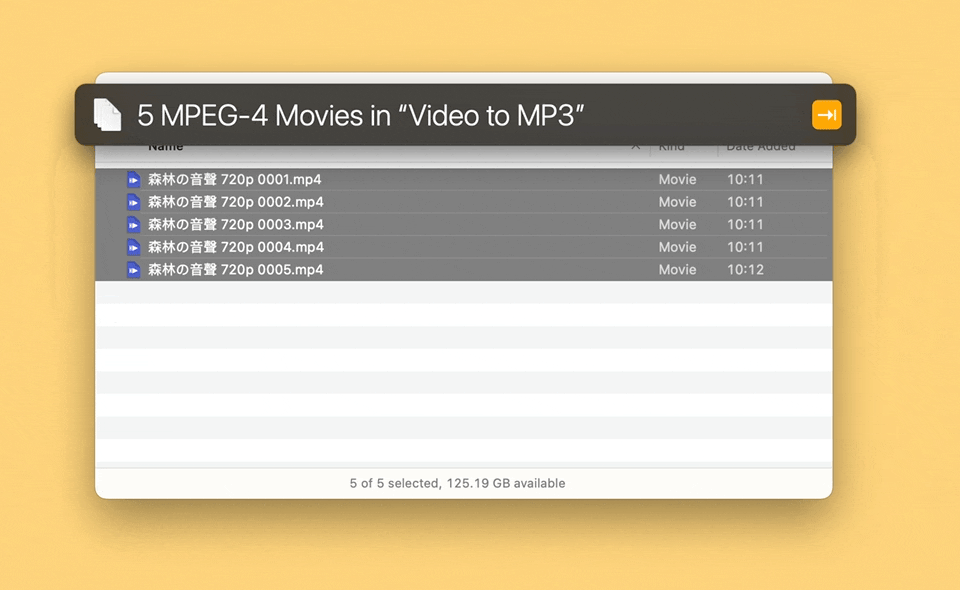 5 MPEG-4 Movies in “Video to MP3”
Name Kind Date Added
森林の音聲 720p 0001.mp4 Movie 10:11
森林の音聲 720p 0002.mp4 Movie 10:11
森林の音聲 720p 0003.mp4 Movie 10:11
森林の音聲 720p 0004.mp4 Movie 10:11
森林の音聲 720p 0005.mp4 Movie 10:12
5 of 5 selected, 125.19 GB available